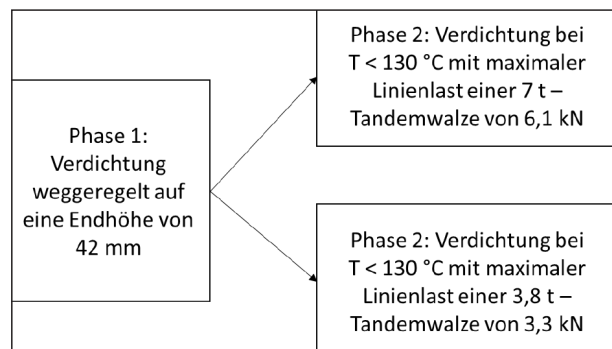 Phase 1:
Verdichtung
weggeregelt auf
eine Endhöhe von
42 mm
Phase 2: Verdichtung bei
T < 130 °C mit maximaler
Linienlast einer 7 t –
Tandemwalze von 6,1 kN
Phase 2: Verdichtung bei
T < 130 °C mit maximaler
Linienlast einer 3,8 t –
Tandemwalze von 3,3 kN